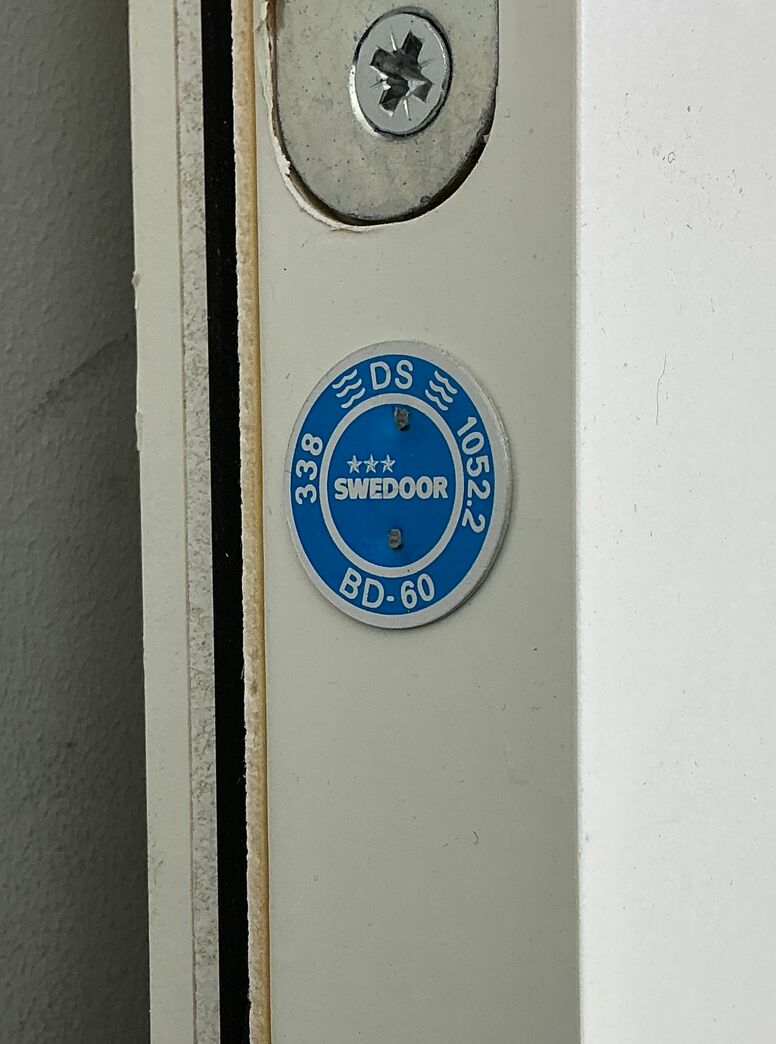 DS
338
1052.2
SWEDOOR
BD-60